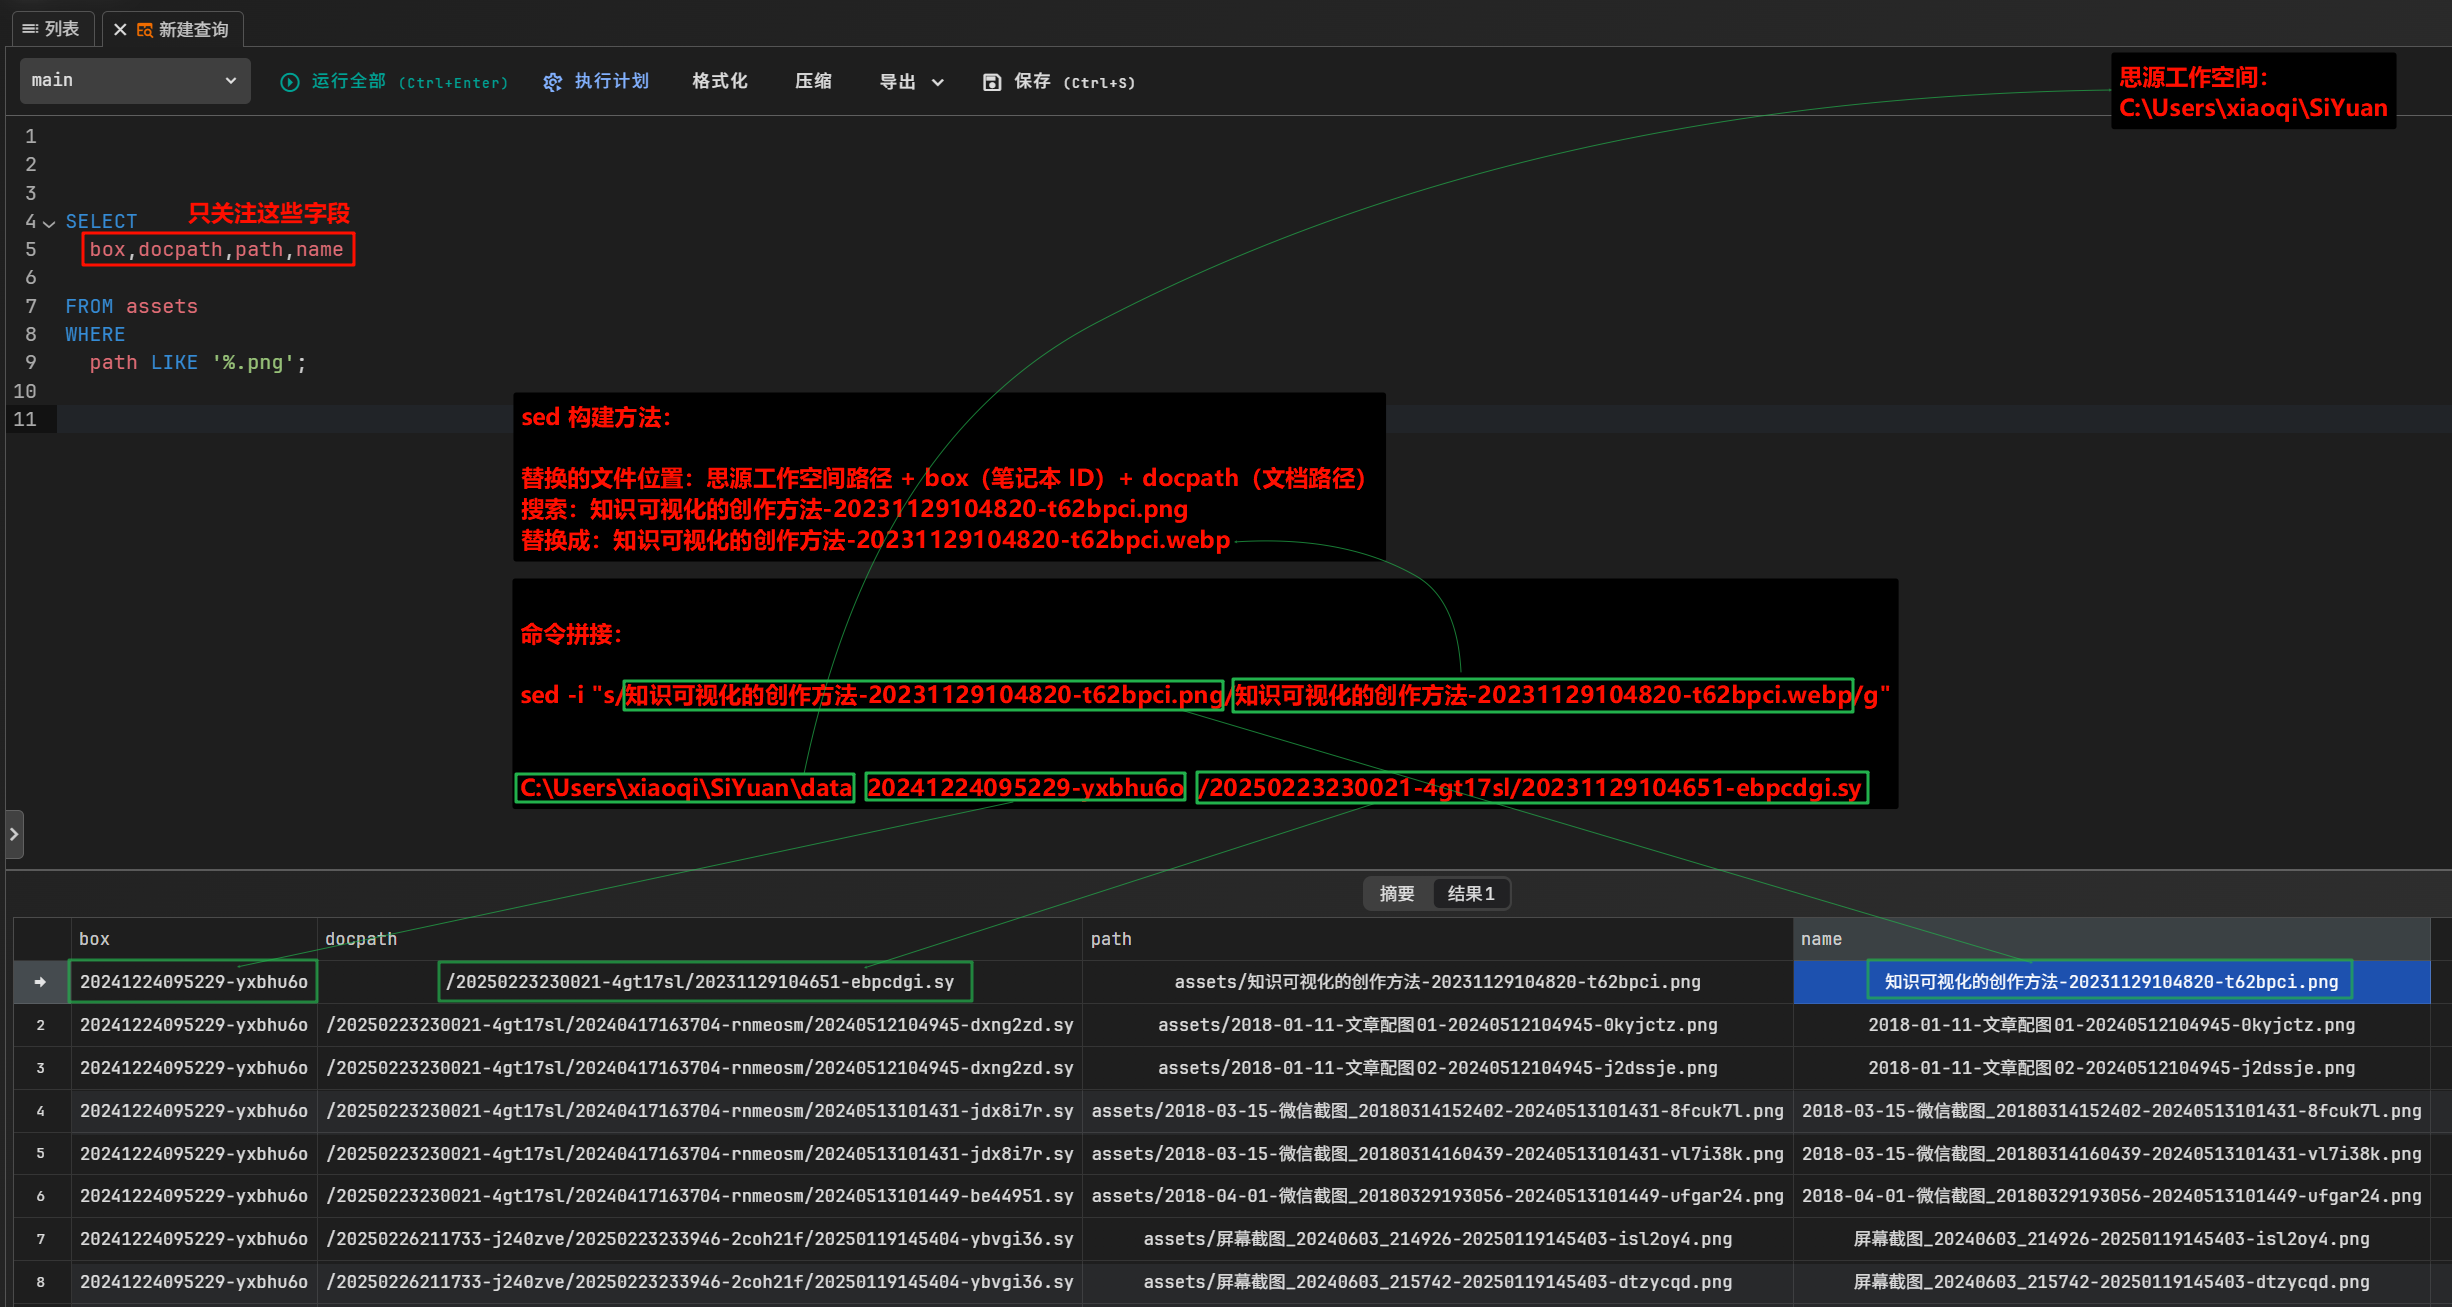 列表
新建查询
main
运行全部 (Ctrl+Enter)
执行计划
格式化
压缩
导出
保存 (Ctrl+S)
思源工作空间：
C:\Users\xiaoqi\SiYuan
1
2
3
只关注这些字段
4 SELECT
5 box,docpath,path,name
6
7 FROM assets
8 WHERE
9 path LIKE '%.png';
10
11
sed 构建方法：
替换的文件位置：思源工作空间路径 + box（笔记本 ID）+ docpath（文档路径）
搜索：知识可视化的创作方法-20231129104820-t62bpci.png
替换成：知识可视化的创作方法-20231129104820-t62bpci.webp
命令拼接：
sed -i "s/知识可视化的创作方法-20231129104820-t62bpci.png/知识可视化的创作方法-20231129104820-t62bpci.webp/g"
C:\Users\xiaoqi\SiYuan\data 20241224095229-yxbhu6o /20250223230021-4gt17sl/20231129104651-ebpcdgi.sy
摘要 结果1
box docpath path name
20241224095229-yxbhu6o /20250223230021-4gt17sl/20231129104651-ebpcdgi.sy assets/知识可视化的创作方法-20231129104820-t62bpci.png 知识可视化的创作方法-20231129104820-t62bpci.png
2 20241224095229-yxbhu6o /20250223230021-4gt17sl/20240417163704-rnmeosm/20240512104945-dxng2zd.sy assets/2018-01-11-文章配图01-20240512104945-0kyjctz.png 2018-01-11-文章配图01-20240512104945-0kyjctz.png
3 20241224095229-yxbhu6o /20250223230021-4gt17sl/20240417163704-rnmeosm/20240512104945-dxng2zd.sy assets/2018-01-11-文章配图02-20240512104945-j2dssje.png 2018-01-11-文章配图02-20240512104945-j2dssje.png
4 20241224095229-yxbhu6o /20250223230021-4gt17sl/20240417163704-rnmeosm/20240513101431-jdx8i7r.sy assets/2018-03-15-微信截图_20180314152402-20240513101431-8fcuk7l.png 2018-03-15-微信截图_20180314152402-20240513101431-8fcuk7l.png
5 20241224095229-yxbhu6o /20250223230021-4gt17sl/20240417163704-rnmeosm/20240513101431-jdx8i7r.sy assets/2018-03-15-微信截图_20180314160439-20240513101431-vl7i38k.png 2018-03-15-微信截图_20180314160439-20240513101431-vl7i38k.png
6 20241224095229-yxbhu6o /20250223230021-4gt17sl/20240417163704-rnmeosm/20240513101449-be44951.sy assets/2018-04-01-微信截图_20180329193056-20240513101449-ufgar24.png 2018-04-01-微信截图_20180329193056-20240513101449-ufgar24.png
7 20241224095229-yxbhu6o /20250226211733-j240zve/20250223233946-2coh21f/20250119145404-ybvgi36.sy assets/屏幕截图_20240603_214926-20250119145403-isl2oy4.png 屏幕截图_20240603_214926-20250119145403-isl2oy4.png
8 20241224095229-yxbhu6o /20250226211733-j240zve/20250223233946-2coh21f/20250119145404-ybvgi36.sy assets/屏幕截图_20240603_215742-20250119145403-dtzycqd.png 屏幕截图_20240603_215742-20250119145403-dtzycqd.png